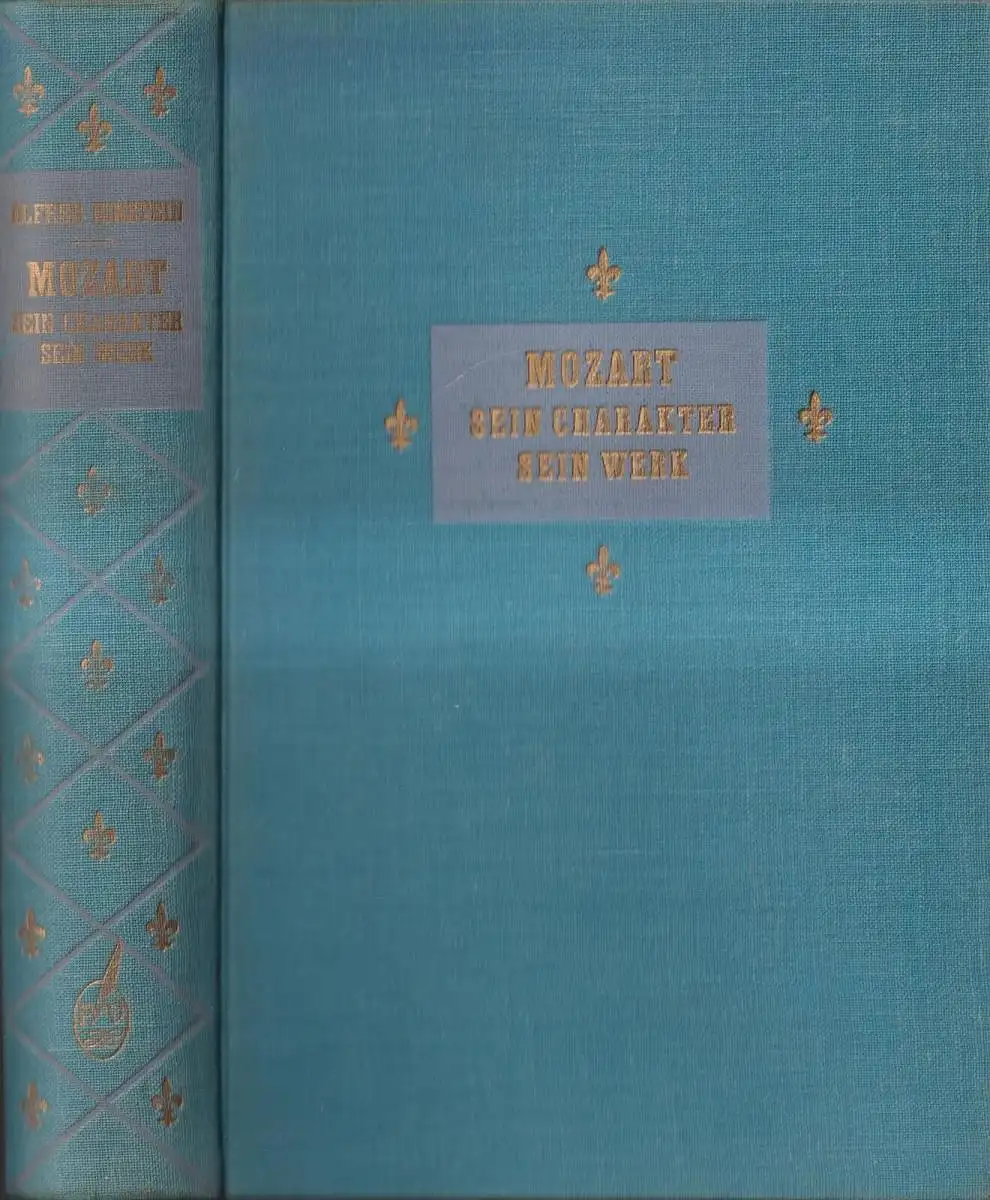 ALFRED EINSTEIN
MOZART
SEIN CHARAKTER
SEIN WERK
MOZART
SEIN CHARAKTER
SEIN WERK